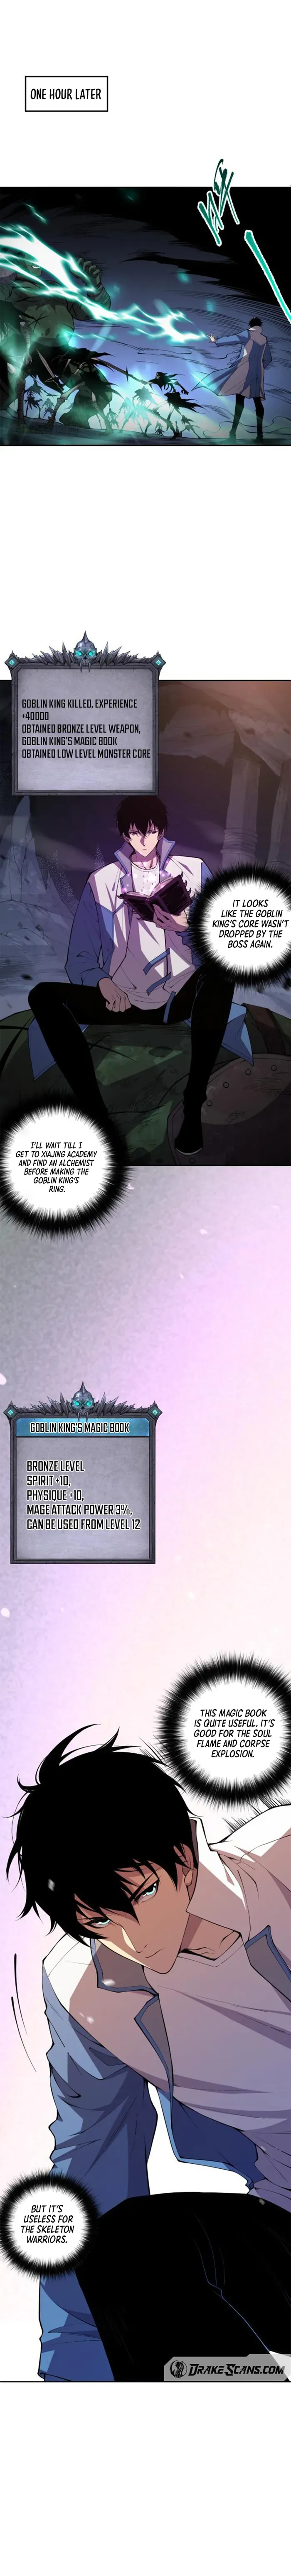 ONE HOUR LATER
GOBLIN KING KILLED, EXPERIENCE
+40000
OBTAINED BRONZE LEVEL WEAPON,
GOBLIN KING'S MAGIC BOOK
OBTAINED LOW LEVEL MONSTER CORE
IT LOOKS
LIKE THE GOBLIN
KING'S CORE WASN'T
DROPPED BY THE
BOSS AGAIN.
I'LL WAIT TILL I
GET TO XIAJING ACADEMY
AND FIND AN ALCHEMIST
BEFORE MAKING THE
GOBLIN KING'S
RING.
GOBLIN KING'S MAGIC BOOK
BRONZE LEVEL
SPIRIT +10,
PHYSIQUE +10,
MAGE ATTACK POWER 3%,
CAN BE USED FROM LEVEL 12
THIS MAGIC BOOK
IS QUITE USEFUL. IT'S
GOOD FOR THE SOUL
FLAME AND CORPSE
EXPLOSION.
BUT IT'S
USELESS FOR
THE SKELETON
WARRIORS.
DRAKESCANS.COM